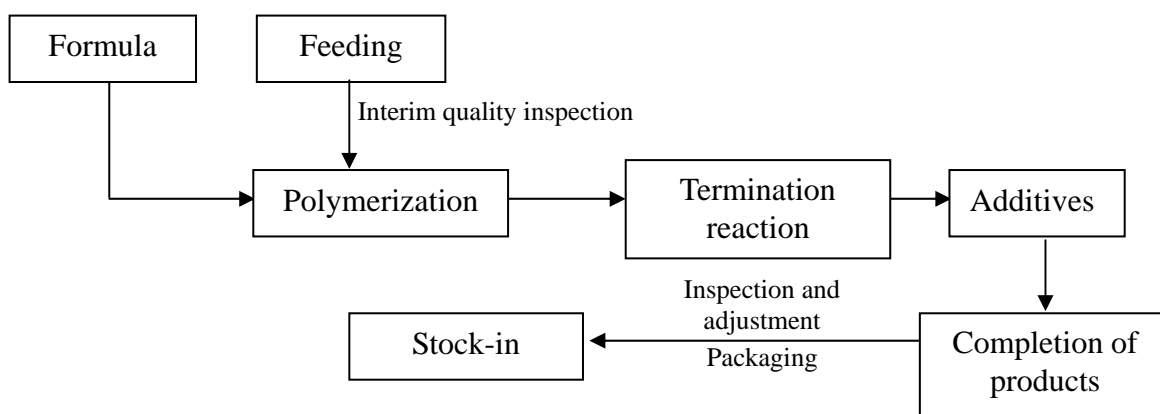 Formula
Feeding
Interim quality inspection
Polymerization
Termination
reaction
Additives
Inspection and
adjustment
Packaging
Stock-in
Completion of
products